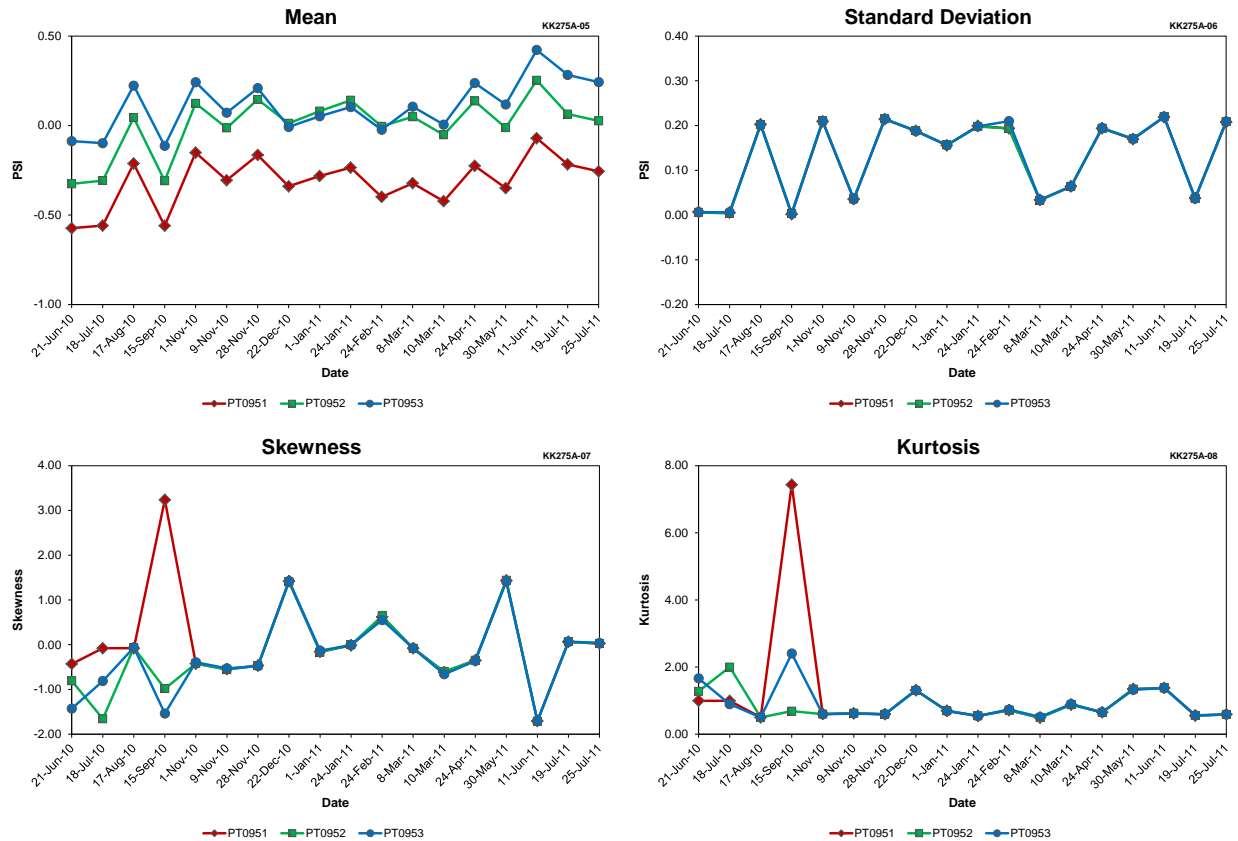 Mean
KK275A-05
0.50
0.00
-0.50
-1.00
PSI
21-Jun-10
18-Jul-10
17-Aug-10
15-Sep-10
1-Nov-10
9-Nov-10
28-Nov-10
22-Dec-10
1-Jan-11
24-Jan-11
24-Feb-11
8-Mar-11
10-Mar-11
24-Apr-11
30-May-11
11-Jun-11
19-Jul-11
25-Jul-11
Date
PT0951 PT0952 PT0953
Standard Deviation
KK275A-06
0.40
0.30
0.20
0.10
0.00
-0.10
-0.20
PSI
21-Jun-10
18-Jul-10
17-Aug-10
15-Sep-10
1-Nov-10
9-Nov-10
28-Nov-10
22-Dec-10
1-Jan-11
24-Jan-11
24-Feb-11
8-Mar-11
10-Mar-11
24-Apr-11
30-May-11
11-Jun-11
19-Jul-11
25-Jul-11
Date
PT0951 PT0952 PT0953
Skewness
KK275A-07
4.00
3.00
2.00
1.00
0.00
-1.00
-2.00
Skewness
21-Jun-10
18-Jul-10
17-Aug-10
15-Sep-10
1-Nov-10
9-Nov-10
28-Nov-10
22-Dec-10
1-Jan-11
24-Jan-11
24-Feb-11
8-Mar-11
10-Mar-11
24-Apr-11
30-May-11
11-Jun-11
19-Jul-11
25-Jul-11
Date
PT0951 PT0952 PT0953
Kurtosis
KK275A-08
8.00
6.00
4.00
2.00
0.00
Kurtosis
21-Jun-10
18-Jul-10
17-Aug-10
15-Sep-10
1-Nov-10
9-Nov-10
28-Nov-10
22-Dec-10
1-Jan-11
24-Jan-11
24-Feb-11
8-Mar-11
10-Mar-11
24-Apr-11
30-May-11
11-Jun-11
19-Jul-11
25-Jul-11
Date
PT0951 PT0952 PT0953